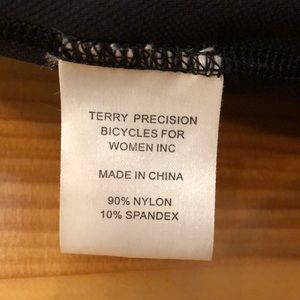 TERRY PRECISION
BICYCLES FOR
WOMEN INC
MADE IN CHINA
90% NYLON
10% SPANDEX